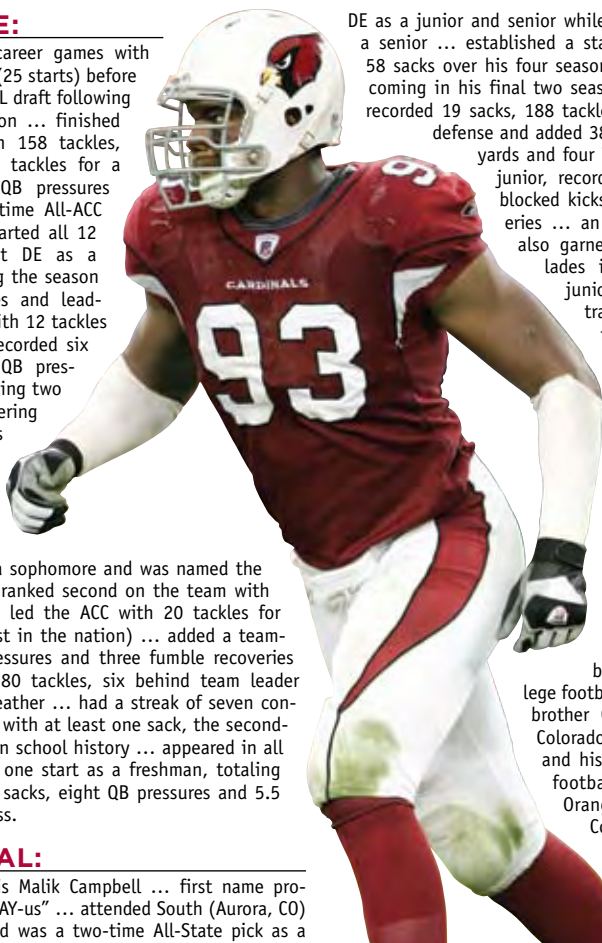 E:
career games with
(25 starts) before
L draft following
on ... finished
h 158 tackles,
tackles for a
QB pressures
time All-ACC
arted all 12
t DE as a
g the season
es and lead-
ith 12 tackles
ecorded six
QB pres-
ing two
ering
s
a sophomore and was named the
ranked second on the team with
led the ACC with 20 tackles for
st in the nation) ... added a team-
essures and three fumble recoveries
80 tackles, six behind team leader
eather ... had a streak of seven con-
with at least one sack, the second-
n school history ... appeared in all
one start as a freshman, totaling
sacks, eight QB pressures and 5.5
ss.
AL:
is Malik Campbell ... first name pro-
AY-us” ... attended South (Aurora, CO)
d was a two-time All-State pick as a
DE as a junior and senior while
a senior ... established a sta
58 sacks over his four season
coming in his final two seas
recorded 19 sacks, 188 tackl
defense and added 38
yards and four
junior, record
blocked kicks
eries ... an
also garne
lades i
junio
tra
b
lege footb
brother
Colorado
and his
footba
Oran
Co
CARDINALS
93
93